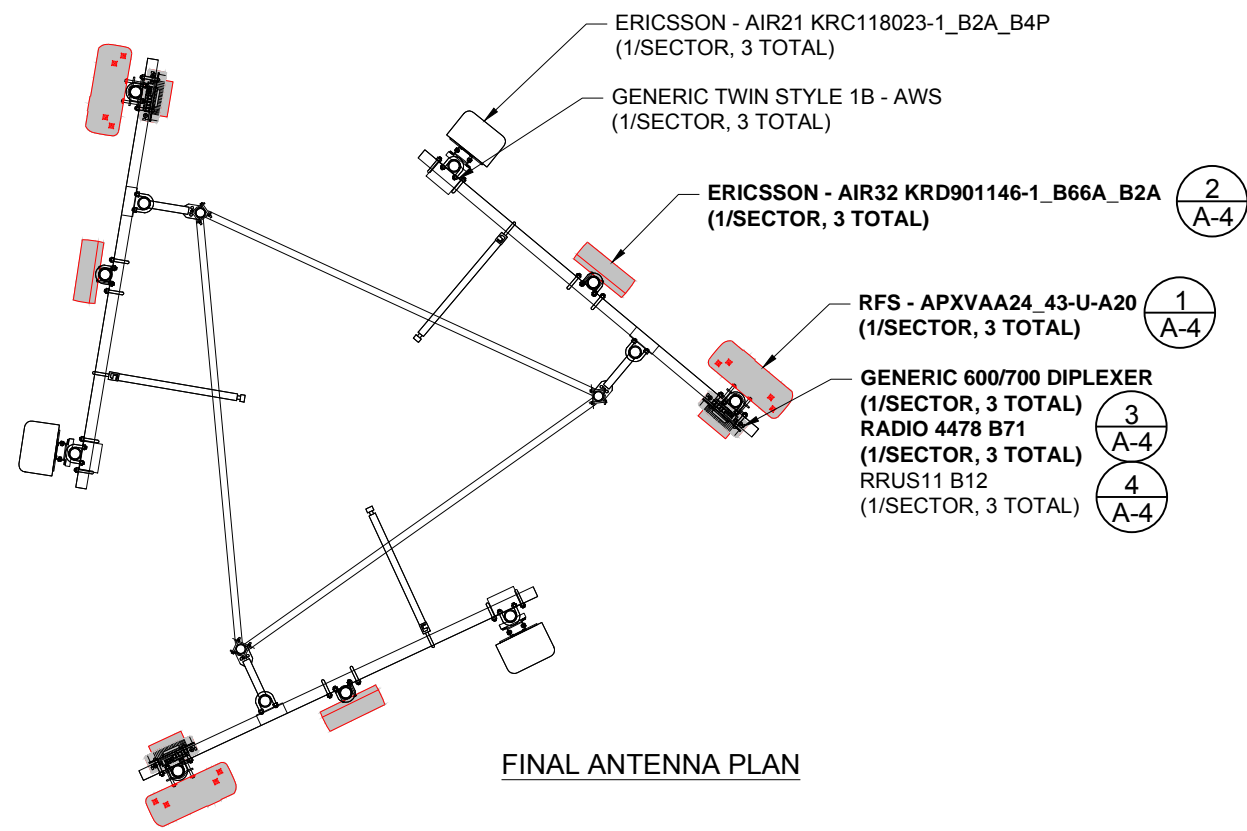 ERICSSON - AIR21 KRC118023-1_B2A_B4P
(1/SECTOR, 3 TOTAL)
GENERIC TWIN STYLE 1B - AWS
(1/SECTOR, 3 TOTAL)
ERICSSON - AIR32 KRD901146-1_B66A_B2A
(1/SECTOR, 3 TOTAL)
2
A-4
RFS - APXVAA24_43-U-A20
(1/SECTOR, 3 TOTAL)
1
A-4
GENERIC 600/700 DIPLEXER
(1/SECTOR, 3 TOTAL)
RADIO 4478 B71
(1/SECTOR, 3 TOTAL)
3
A-4
RRUS11 B12
(1/SECTOR, 3 TOTAL)
4
A-4
FINAL ANTENNA PLAN